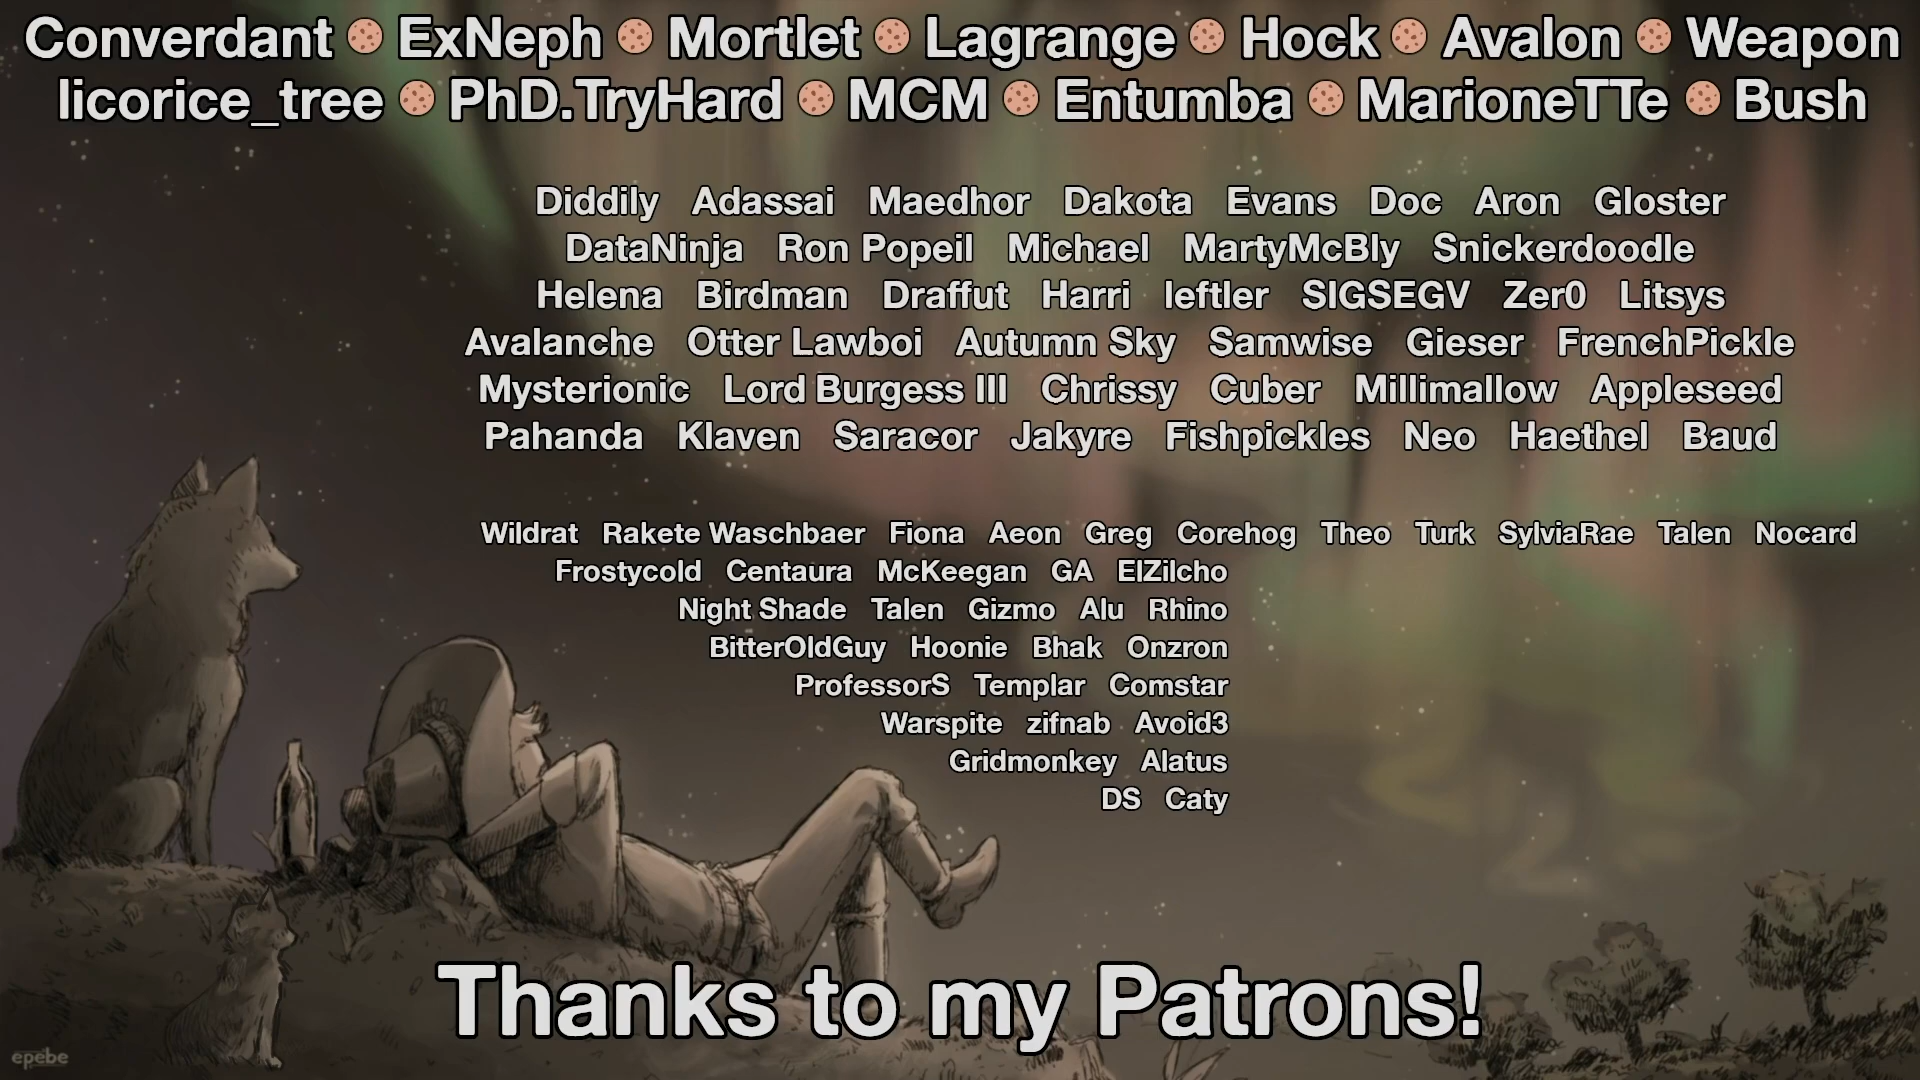 Converdant ExNeph Mortlet Lagrange Hock Avalon Weapon
licorice_tree PhD.TryHard MCM Entumba MarioneTTe Bush
Diddily Adassai Maedhor Dakota Evans Doc Aron Gloster
DataNinja Ron Popeil Michael MartyMcBly Snickerdoodle
Helena Birdman Draffut Harri leftler SIGSEGV Zer0 Litsys
Avalanche Otter Lawboi Autumn Sky Samwise Gieser FrenchPickle
Mysterionic Lord Burgess III Chrissy Cuber Millimallow Appleseed
Pahanda Klaven Saracor Jakyre Fishpickles Neo Haethel Baud
Wildrat Rakete Waschbaer Fiona Aeon Greg Corehog Theo Turk SylviaRae Talen Nocard
Frostycold Centaura McKeegan GA ElZilcho
Night Shade Talen Gizmo Alu Rhino
BitterOldGuy Hoonie Bhak Onzron
ProfessorS Templar Comstar
Warspite zifnab Avoid3
Gridmonkey Alatus
DS Caty
Thanks to my Patrons!
epebe